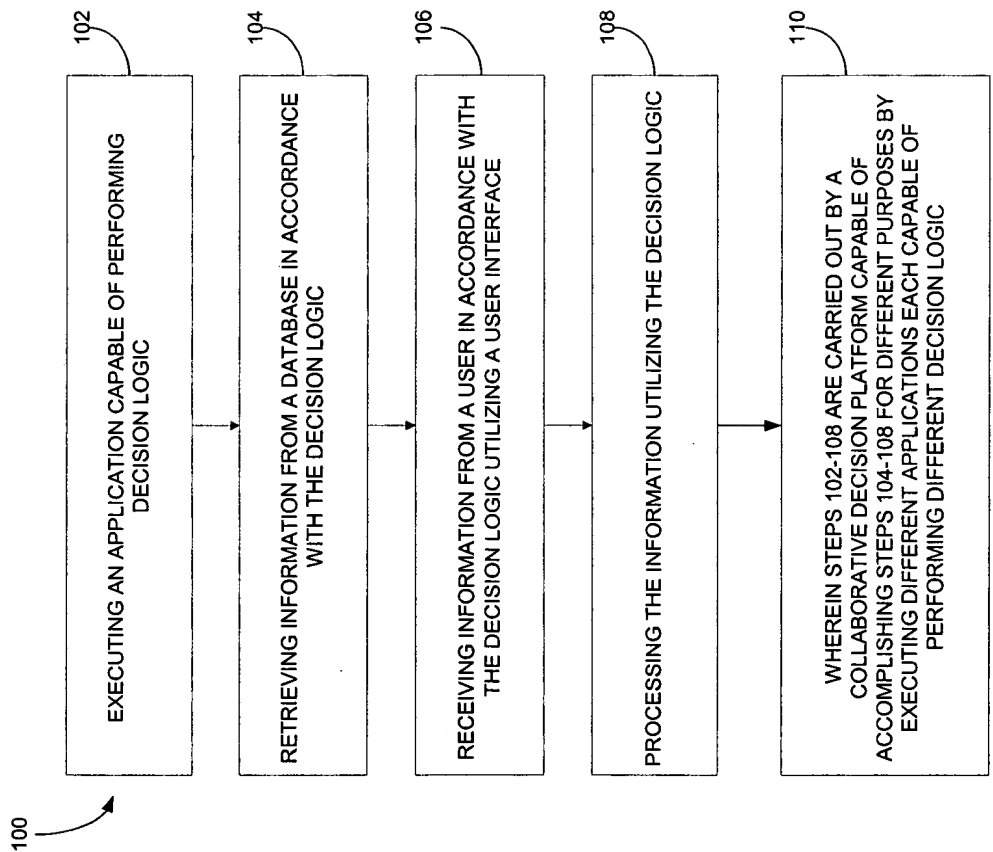 100
102
EXECUTING AN APPLICATION CAPABLE OF PERFORMING
DECISION LOGIC
104
RETRIEVING INFORMATION FROM A DATABASE IN ACCORDANCE
WITH THE DECISION LOGIC
106
RECEIVING INFORMATION FROM A USER IN ACCORDANCE WITH
THE DECISION LOGIC UTILIZING A USER INTERFACE
108
PROCESSING THE INFORMATION UTILIZING THE DECISION LOGIC
110
WHEREIN STEPS 102-108 ARE CARRIED OUT BY A
COLLABORATIVE DECISION PLATFORM CAPABLE OF
ACCOMPLISHING STEPS 104-108 FOR DIFFERENT PURPOSES BY
EXECUTING DIFFERENT APPLICATIONS EACH CAPABLE OF
PERFORMING DIFFERENT DECISION LOGIC